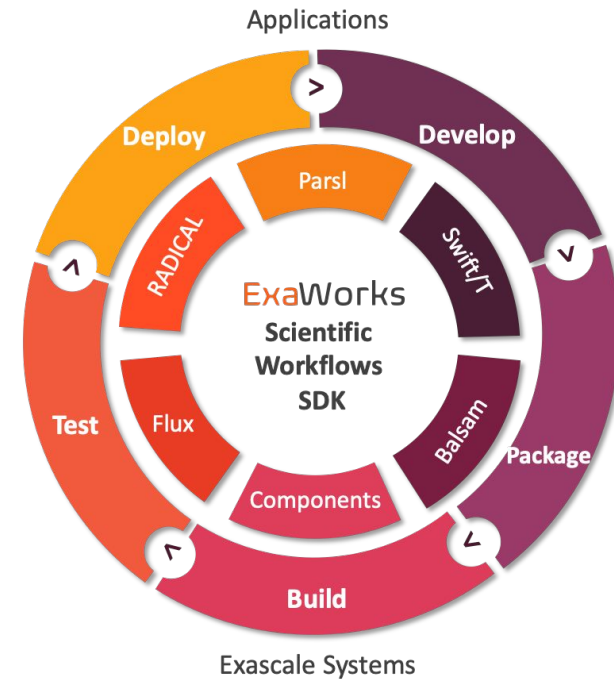 Applications
>
Deploy
Develop
Parsl
RADICAL
Swift/T
>
>
ExaWorks
Scientific
Workflows
SDK
Test
Flux
Balsam
Package
Components
>
>
Build
Exascale Systems